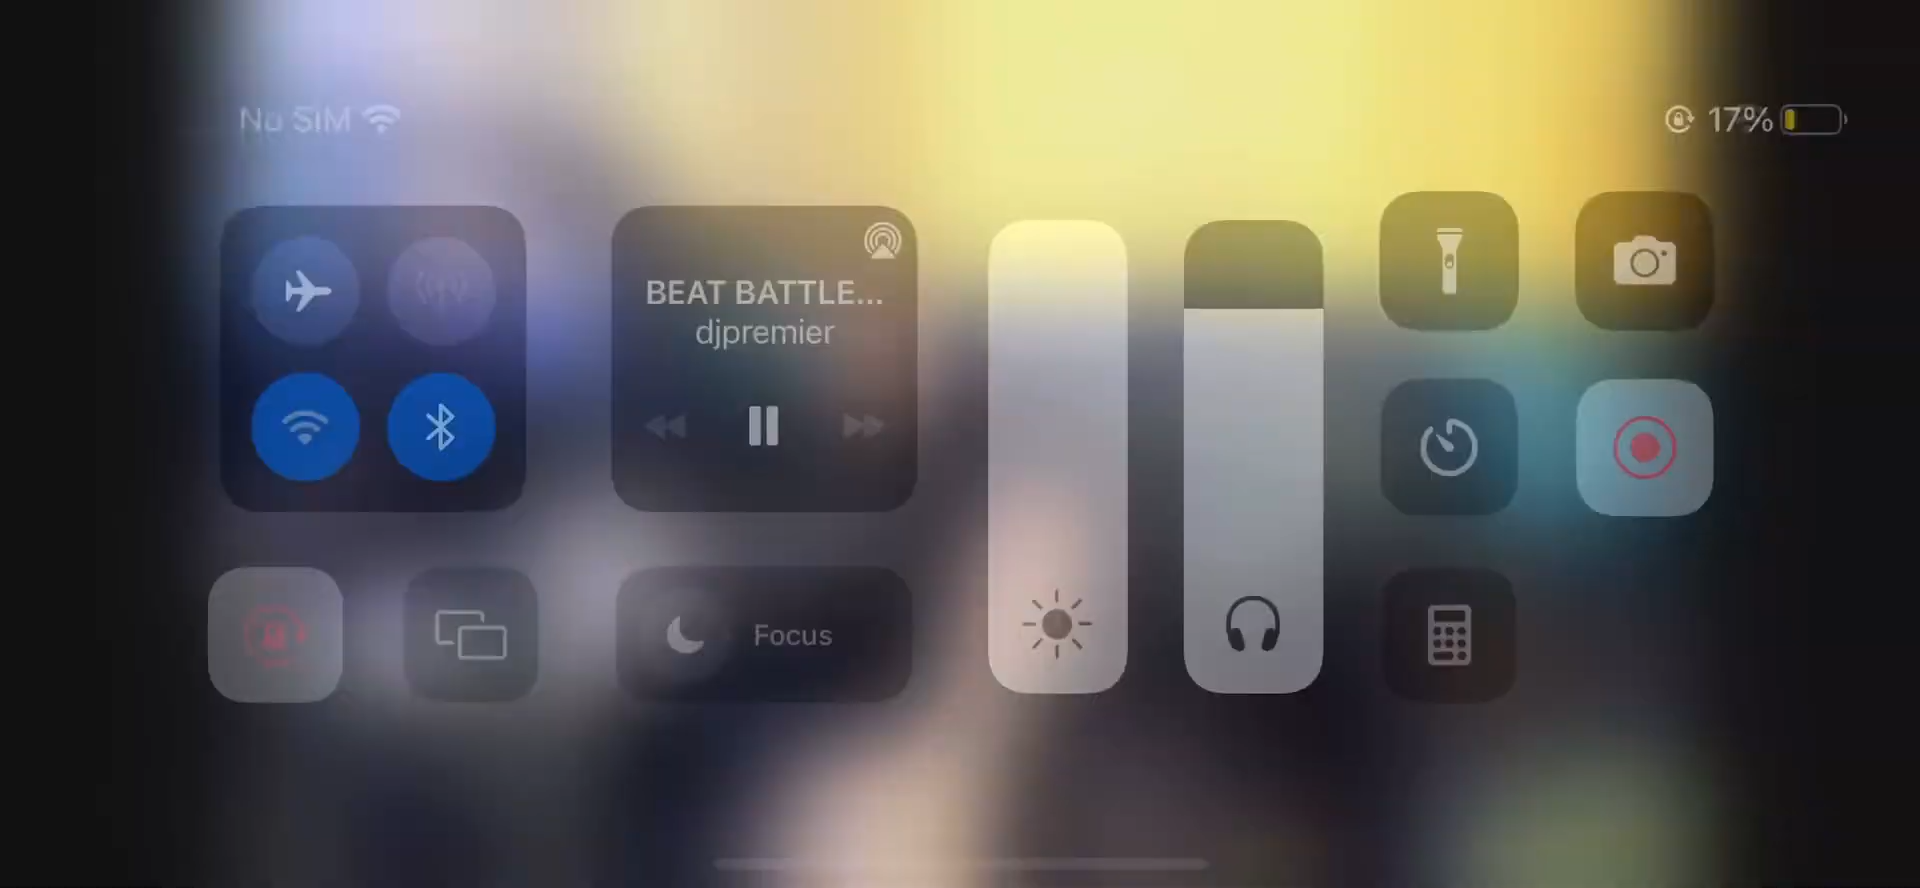 No SIM
17%
BEAT BATTLE...
djpremier
Focus